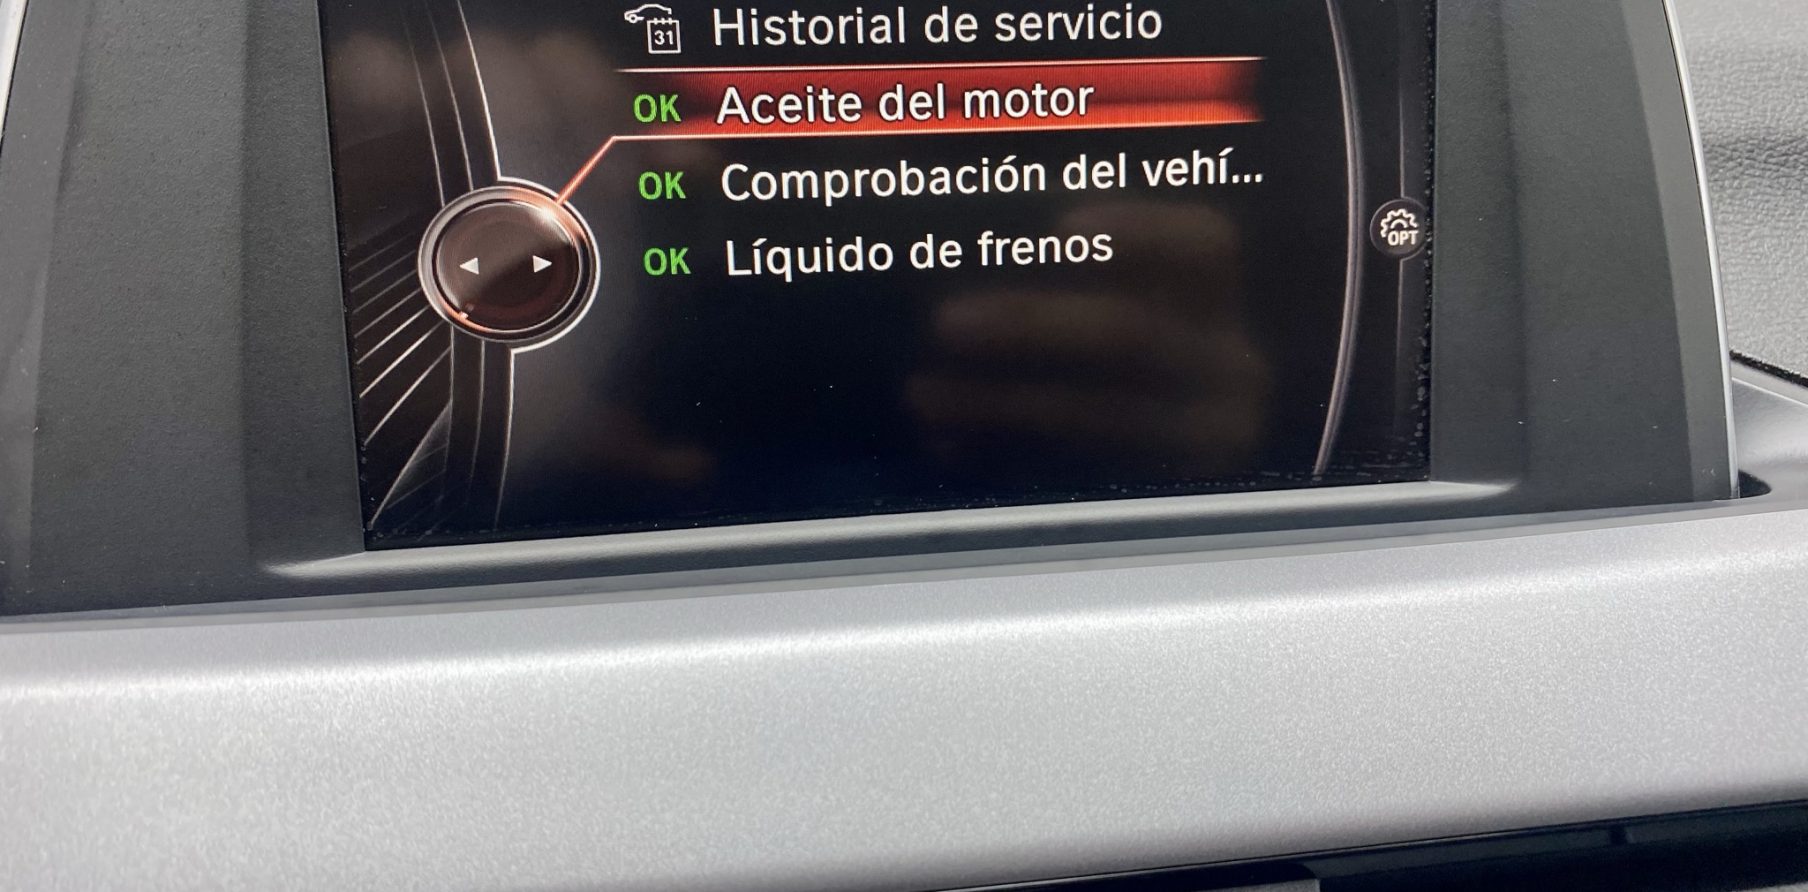 31 Historial de servicio
OK Aceite del motor
OK Comprobación del vehí...
OK Líquido de frenos
OPT